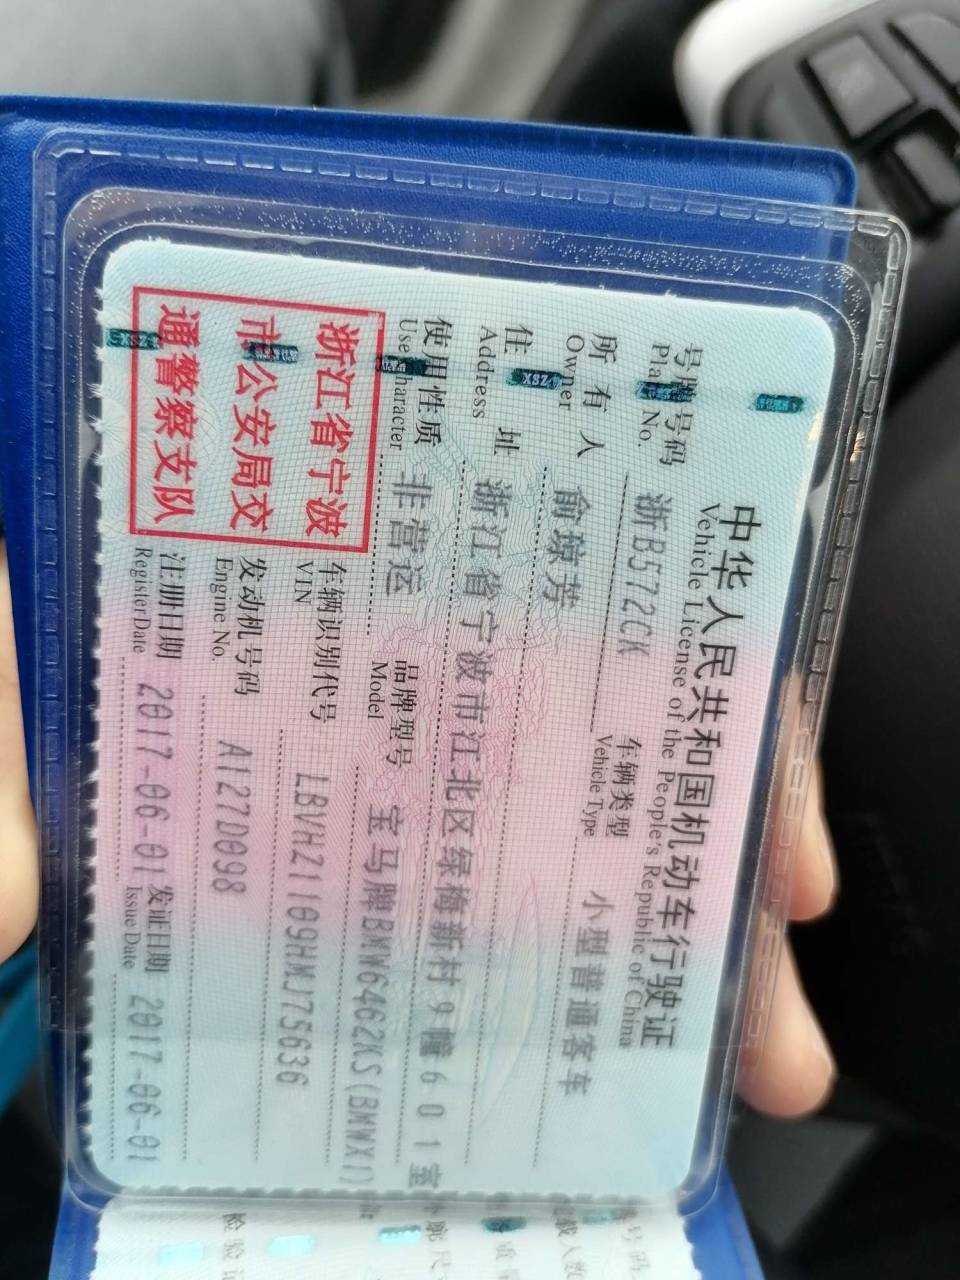 中华人民共和国机动车行驶证
Vehicle License of the People's Republic of China
号牌号码 浙B572CK 车辆类型 小型普通客车
Plate No. Vehicle Type
所有人 俞 芳
Owner
住址 浙江省宁波市江北区绿梅新村9幢601室
Address
使用性质 非营运 品牌型号 宝马牌BMW6462KS(BMWX1)
Use Character Model
浙江省宁波
市公安局交
通警察支队
车辆识别代号 LBVHZ1109HMJ75636
VIN
发动机号码 A127D098
Engine No.
注册日期 2017-06-01 发证日期 2017-06-01
Register Date Issue Date